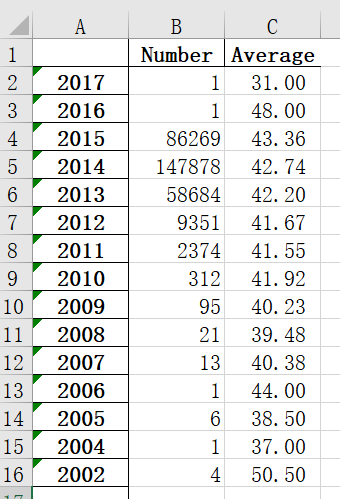 A B C
1 Number Average
2 2017 1 31.00
3 2016 1 48.00
4 2015 86269 43.36
5 2014 147878 42.74
6 2013 58684 42.20
7 2012 9351 41.67
8 2011 2374 41.55
9 2010 312 41.92
10 2009 95 40.23
11 2008 21 39.48
12 2007 13 40.38
13 2006 1 44.00
14 2005 6 38.50
15 2004 1 37.00
16 2002 4 50.50